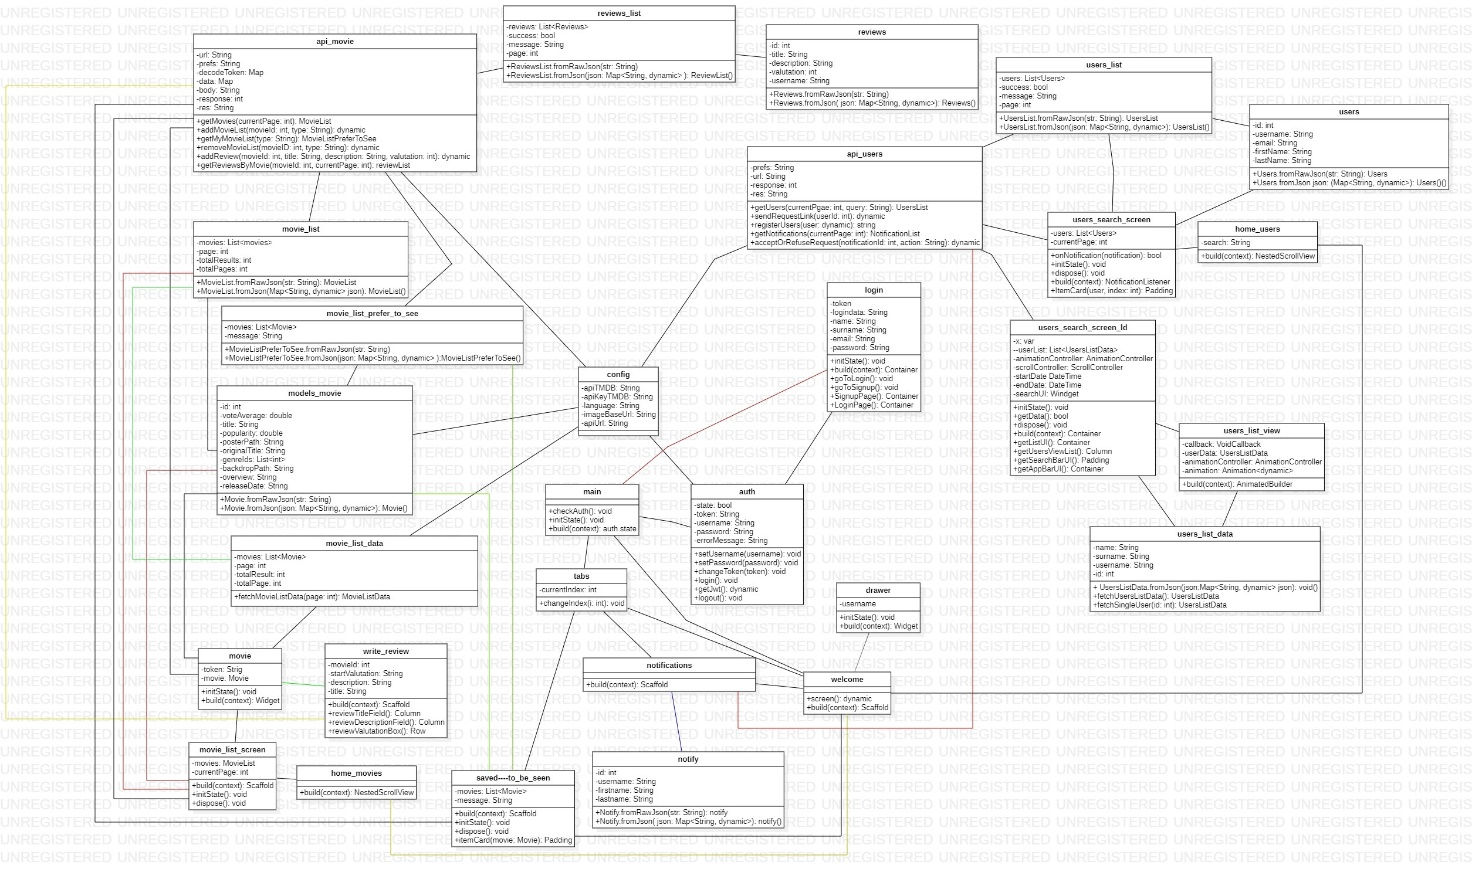 reviews_list
-reviews: List<Reviews>
-success: bool
-message: String
-page: int
+ReviewsList.fromRawJson(str: String)
+ReviewsList.fromJson(json: Map<String, dynamic> ): ReviewList()
reviews
-id: int
-title: String
-description: String
-valutation: int
-username: String
+Reviews.fromRawJson(str: String)
+Reviews.fromJson( json: Map<String, dynamic>): Reviews()
api_movie
-url: String
-prefs: String
-decodeToken: Map
-data: Map
-body: String
-response: int
-res: String
+getMovies(currentPage: int). MovieList
+addMovieList(movieId: int, type: String): dynamic
+getMyMovieList(type: String): MovieListPreferToSee
+removeMovieList(movieID: int, type: String): dynamic
+addReview(movieId: int, title: String, description: String, valutation: int): dynamic
+getReviewsByMovie(movieId: int, currentPage: int): reviewList
users_list
-users: List<Users>
-success: bool
-message: String
-page: int
+UsersList.fromRawJson(str: String): UsersList
+UsersList.fromJson(json: Map<String, dynamic>): UsersList()
users
-id: int
-username: String
-email: String
-firstName: String
-lastName: String
+Users.fromRawJson(str: String): Users
+Users.fromJson json: (Map<String, dynamic>): Users()()
api_users
-prefs: String
-url: String
-response: int
-res: String
+getUsers(currentPgae: int, query: String): UsersList
+sendRequestLink(userId: int): dynamic
+registerUsers(user: dynamic): string
+getNotifications(currentPage: int): NotificationList
+acceptOrRefuseRequest(notificationId: int, action: String): dynamic
users_search_screen
-users: List<Users>
-currentPage: int
+onNotification(notification): bool
+initState(): void
+dispose(): void
+build(context): NotificationListener
+ItemCard(user, index: int): Padding
home_users
-search: String
+build(context): NestedScrollView
movie_list
-movies: List<movies>
-page: int
-totalResults: int
-totalPages: int
+MovieList.fromRawJson(str: String): MovieList
+MovieList.fromJson(Map<String, dynamic> json): MovieList()
movie_list_prefer_to_see
-movies: List<Movie>
-message: String
+MovieListPreferToSee.fromRawJson(str: String)
+MovieListPreferToSee.fromJson(json: Map<String, dynamic> ):MoviePreferToSee()
login
-token
-logindata: String
-name: String
-surname: String
-email: String
-password: String
+initState(): void
+build(context): Container
+goToLogin(): void
+goToSignup(): void
+SignupPage(): Container
+LoginPage(): Container
users_search_screen_ld
-x: var
--userList: List<UsersListData>
-animationController: AnimationController
-scrollController: ScrollController
-startDate DateTime
-endDate: DateTime
-searchUI: Windget
+initState(): void
+getData(): bool
+dispose(): void
+build(context): Container
+getListUI(): Container
+getUsersViewList(): Column
+getSearchBarUI(): Padding
+getAppBarUI(): Container
config
-apiTMDB: String
-apiKeyTMDB: String
-language: String
-imageBaseUrl: String
-apiUrl: String
models_movie
-id: int
-voteAverage: double
-title: String
-popularity: double
-posterPath: String
-originalTitle: String
-genreIds: List<int>
-backdropPath: String
-overview: String
-releaseDate: String
+Movie.fromRawJson(str: String)
+Movie.fromjson(json: Map<String, dynamic>): Movie()
users_list_view
-callback: VoidCallback
-userData: UsersListData
-animationController: AnimationController
-animation: Animation<dynamic>
+build(context): AnimatedBuilder
main
+checkAuth(): void
+initState(): void
+build(context): auth state
auth
-state: bool
-token: String
-username: String
-password: String
-errorMessage: String
+setUsername(username): void
+setPassword(password): void
+changeToken(token): void
+login(): void
+getJwt(): dynamic
+logout(): void
users_list_data
-name: String
-surname: String
-username: String
-id: int
+ UsersListData.fromJson(json:Map<String, dynamic> json): void()
+fetchUsersListData(): UsersListData
+fetchSingleUser(id: int): UsersListData
movie_list_data
-movies: List<Movie>
-page: int
-totalResult: int
-totalPage: int
+fetchMovieListData(page: int): MovieListData
tabs
-currentIndex: int
+changeIndex(i: int): void
drawer
-username
+initState(): void
+build(context): Widget
movie
-token: Strig
-movie: Movie
+initState(): void
+build(context): Widget
write_review
-movieId: int
-startValutation: String
-description: String
-title: String
+build(context): Scaffold
+reviewTitleField(): Column
+reviewDescriptionField(): Column
+reviewValutationBox(): Row
notifications
+build(context): Scaffold
welcome
+screen(): dynamic
+build(context): Scaffold
movie_list_screen
-movies: MovieList
-currentPage: int
+build(context): Scaffold
+initState(): void
+dispose(): void
home_movies
+build(context): NestedScrollView
saved----to_be_seen
-movies: List<Movie>
-message: String
+build(context): Scaffold
+initState(): void
+dispose(): void
+itemCard(movie: Movie): Padding
notify
-id: int
-username: String
-firstname: String
-lastname: String
+Notify.fromRawJson(str: String): notify
+Notify.fromJson( json: Map<String, dynamic>): notify()